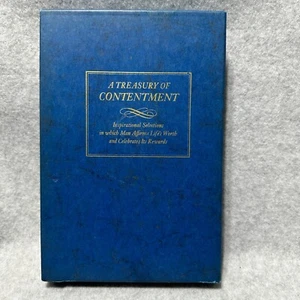 A TREASURY OF
CONTENTMENT
Inspirational Selections
in which Man Affirms Life's Worth
and Celebrates Its Rewards